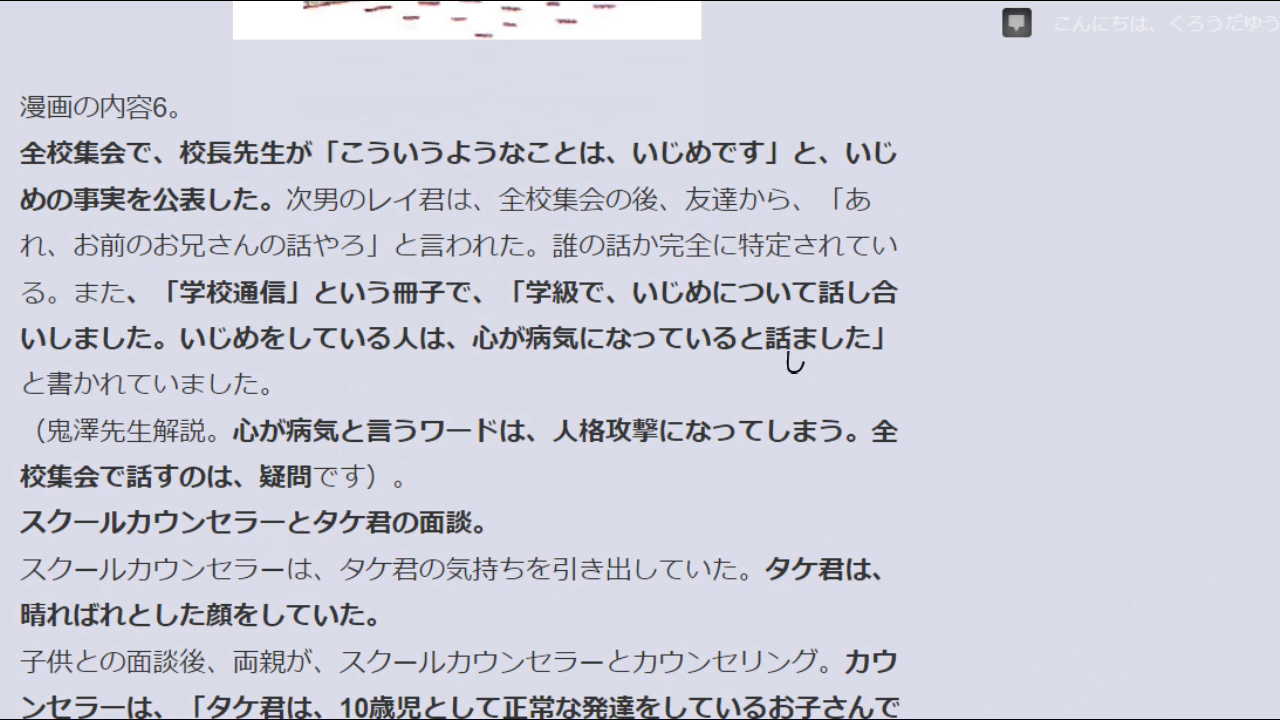 こんにちは、くろうだゆう
漫画の内容6。
全校集会で、校長先生が「こういうようなことは、いじめです」と、いじ
めの事実を公表した。次男のレイ君は、全校集会の後、友達から、「あ
れ、お前のお兄さんの話やろ」と言われた。誰の話か完全に特定されてい
る。また、「学校通信」という冊子で、「学級で、いじめについて話し合
いしました。いじめをしている人は、心が病気になっていると話ました」
し
と書かれていました。
（鬼澤先生解説。心が病気と言うワードは、人格攻撃になってしまう。全
校集会で話すのは、疑問です）。
スクールカウンセラーとタケ君の面談。
スクールカウンセラーは、タケ君の気持ちを引き出していた。タケ君は、
晴ればれとした顔をしていた。
子供との面談後、両親が、スクールカウンセラーとカウンセリング。カウ
ンセラーは、「タケ君は、10歳児として正常な発達をしているお子さんで